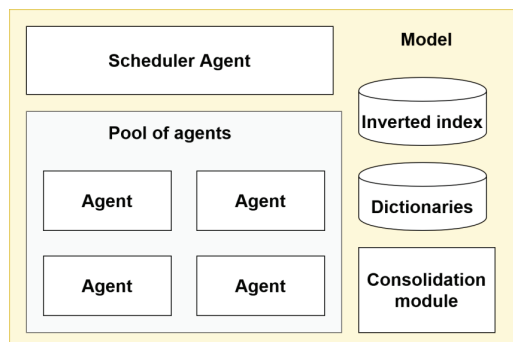 Model
Scheduler Agent
Inverted index
Pool of agents
Agent
Agent
Dictionaries
Agent
Agent
Consolidation
module